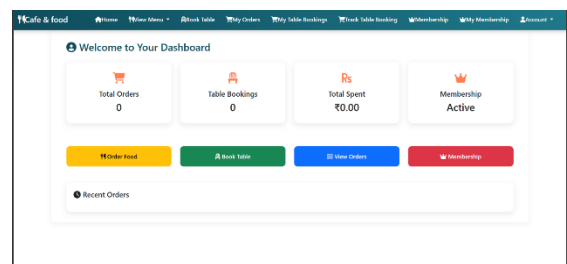 Cafe & food Home View Menu Book Table My Orders My Table Bookings Track Table Booking Membership My Membership Account
Welcome to Your Dashboard
Rs
Total Orders Table Bookings Total Spent Membership
0 0 ₹0.00 Active
Order Food Book Table View Orders Membership
Recent Orders